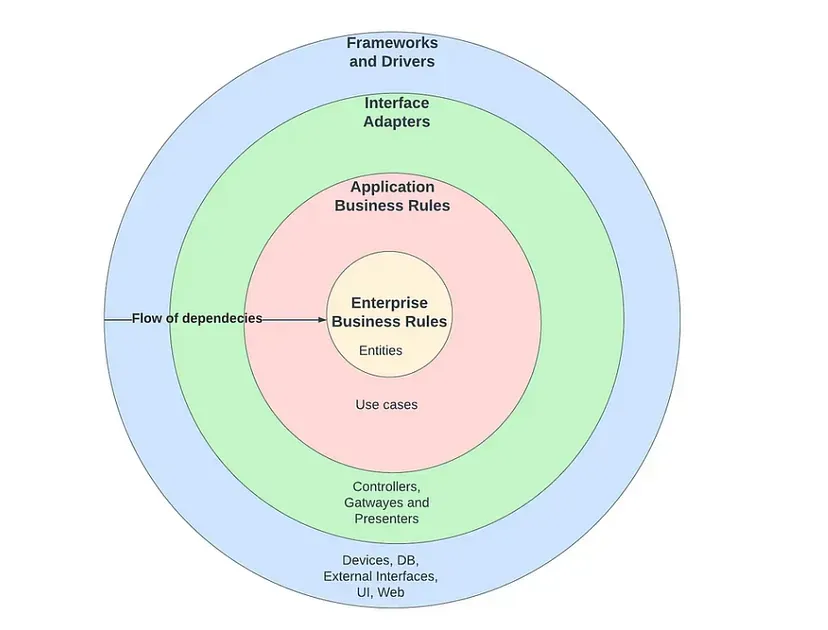 Frameworks
and Drivers
Interface
Adapters
Application
Business Rules
Enterprise
Business Rules
Flow of dependecies
Entities
Use cases
Controllers,
Gatwayes and
Presenters
Devices, DB,
External Interfaces,
UI, Web